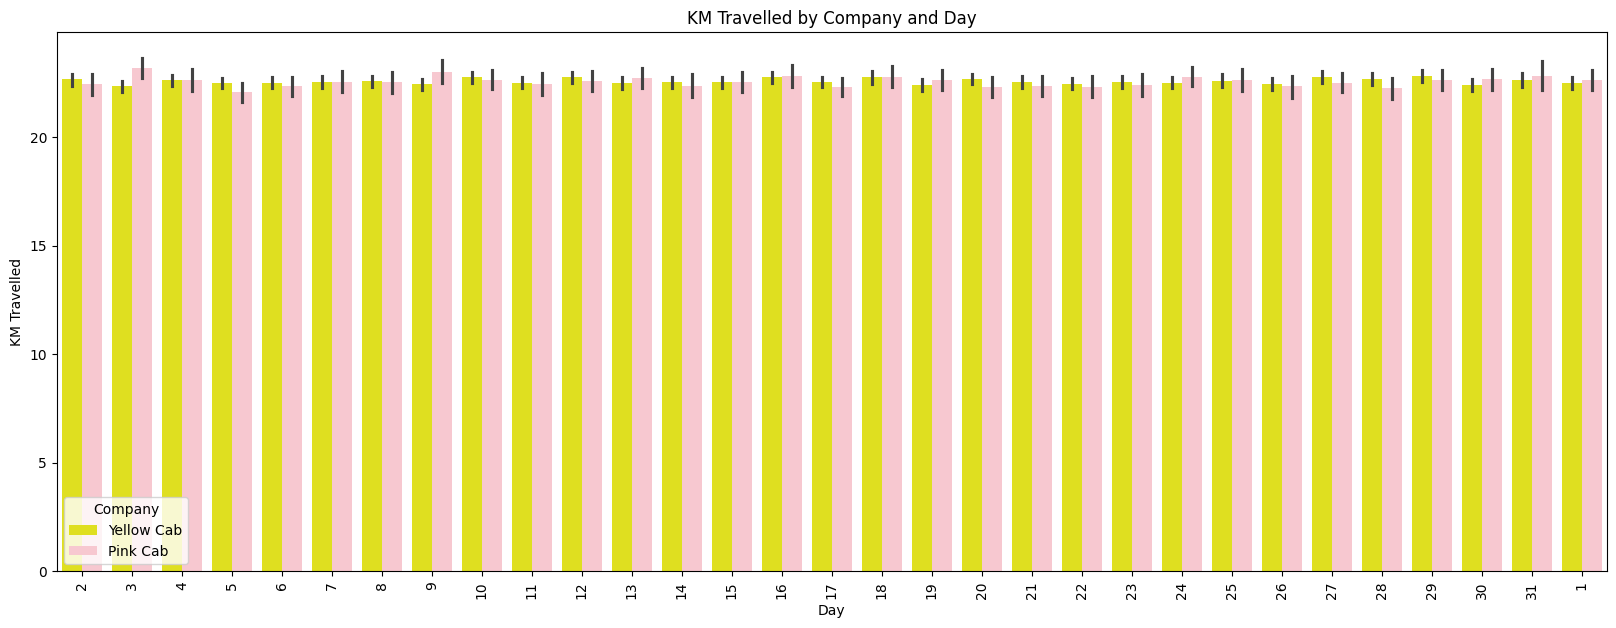 KM Travelled by Company and Day
KM Travelled
20
15
10
5
0
Company
Yellow Cab
Pink Cab
2 3 4 5 6 7 8 9 10 11 12 13 14 15 16 17 18 19 20 21 22 23 24 25 26 27 28 29 30 31 1
Day